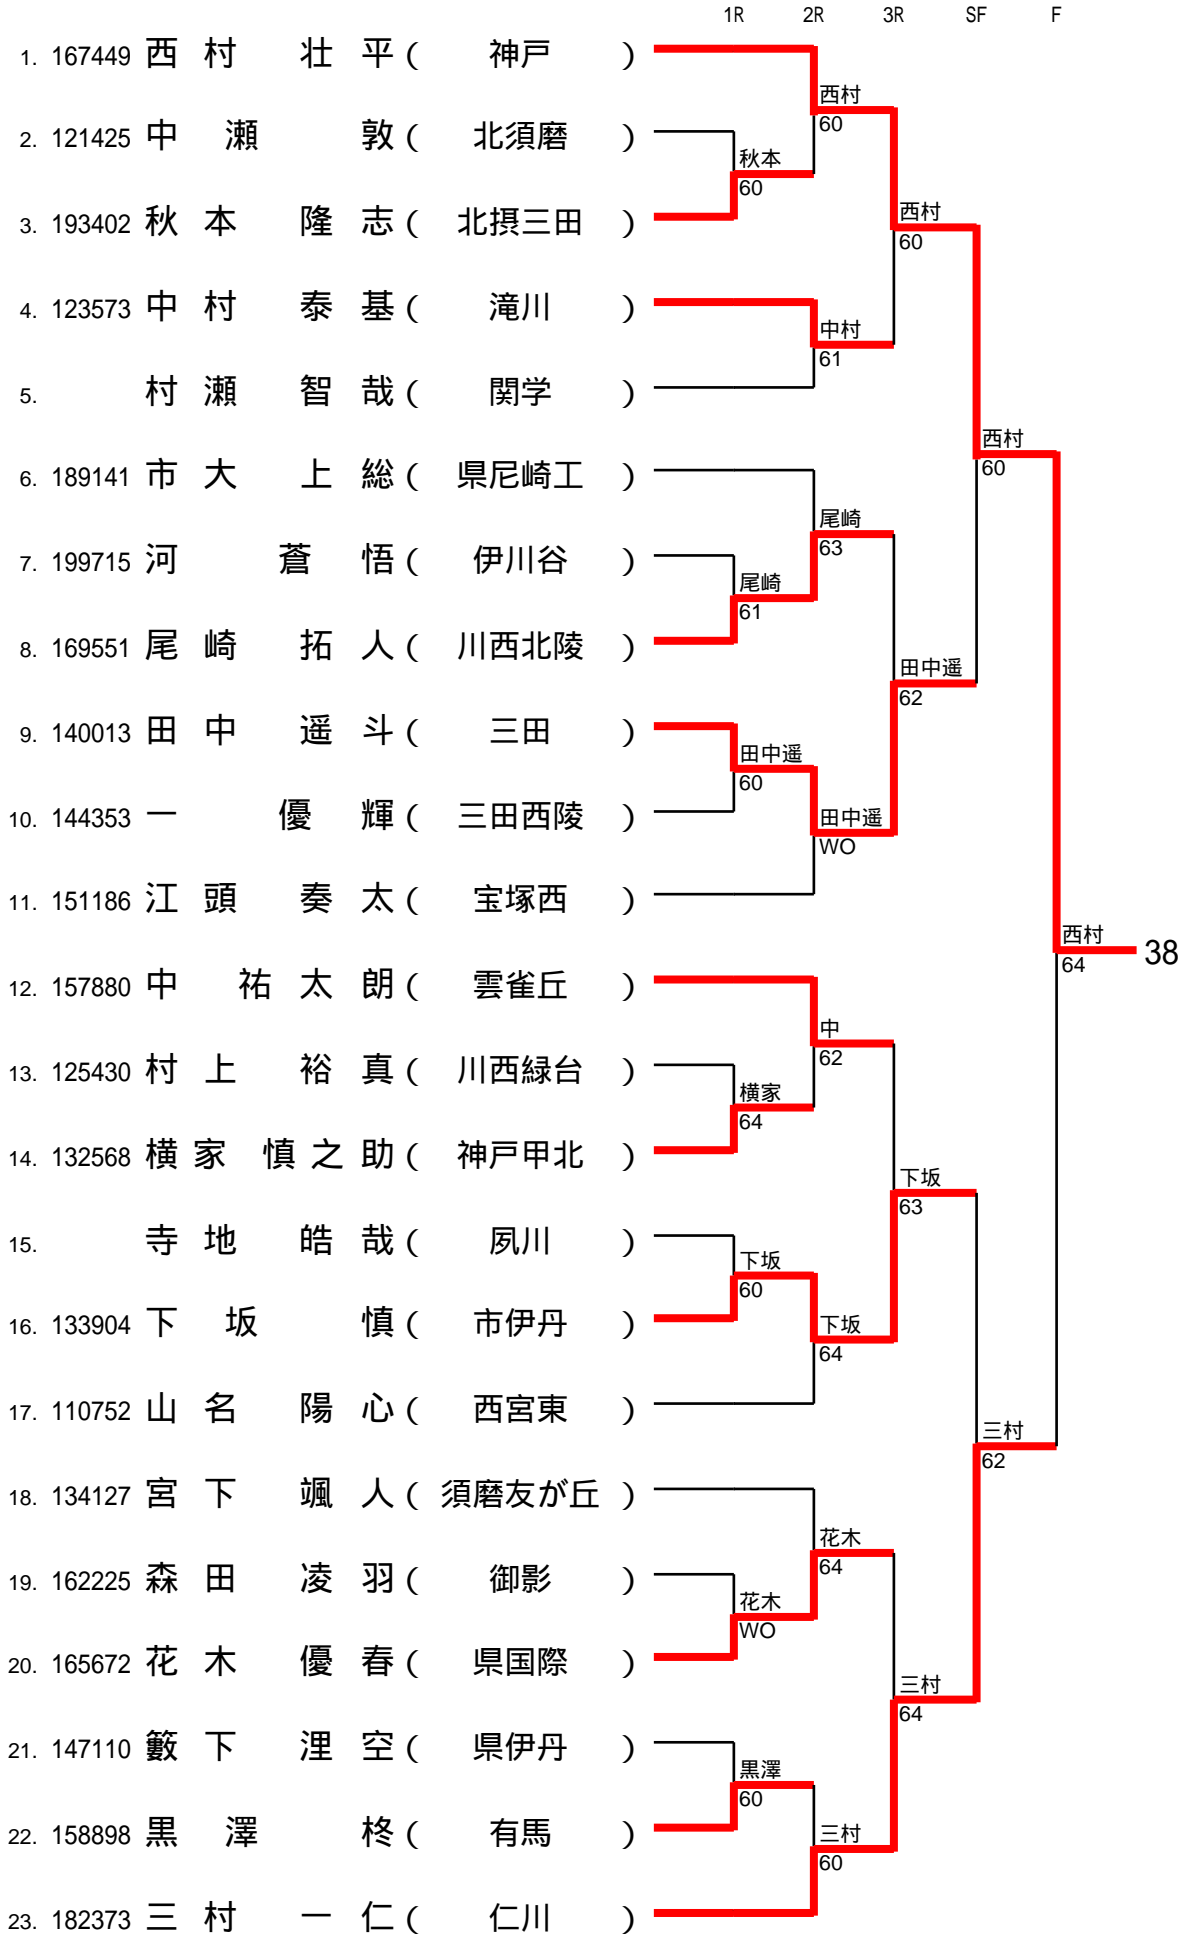 1R 2R 3R SF F
1. 167449 西村 壮平 ( 神戸 )
西村
60
2. 121425 中瀬 敦 ( 北須磨 )
秋本
60
3. 193402 秋本 隆志 ( 北摂三田 )
西村
60
4. 123573 中村 泰基 ( 滝川 )
中村
61
5. 村瀬 智哉 ( 関学 )
西村
60
6. 189141 市大 上総 ( 県尼崎工 )
尾崎
63
7. 199715 河 蒼悟 ( 伊川谷 )
尾崎
61
8. 169551 尾崎 拓人 ( 川西北陵 )
田中遥
62
9. 140013 田中 遥斗 ( 三田 )
田中遥
60
10. 144353 一 優輝 ( 三田西陵 )
田中遥
WO
11. 151186 江頭 奏太 ( 宝塚西 )
西村
64
38
12. 157880 中 祐太朗 ( 雲雀丘 )
中
62
13. 125430 村上 裕真 ( 川西緑台 )
横家
64
14. 132568 横家 慎之助 ( 神戸甲北 )
下坂
63
15. 寺地 皓哉 ( 夙川 )
下坂
60
16. 133904 下坂 慎 ( 市伊丹 )
下坂
64
17. 110752 山名 陽心 ( 西宮東 )
三村
62
18. 134127 宮下 颯人 ( 須磨友が丘 )
花木
64
19. 162225 森田 凌羽 ( 御影 )
花木
WO
20. 165672 花木 優春 ( 県国際 )
三村
64
21. 147110 籔下 浬空 ( 県伊丹 )
黒澤
60
22. 158898 黒澤 柊 ( 有馬 )
三村
60
23. 182373 三村 一仁 ( 仁川 )